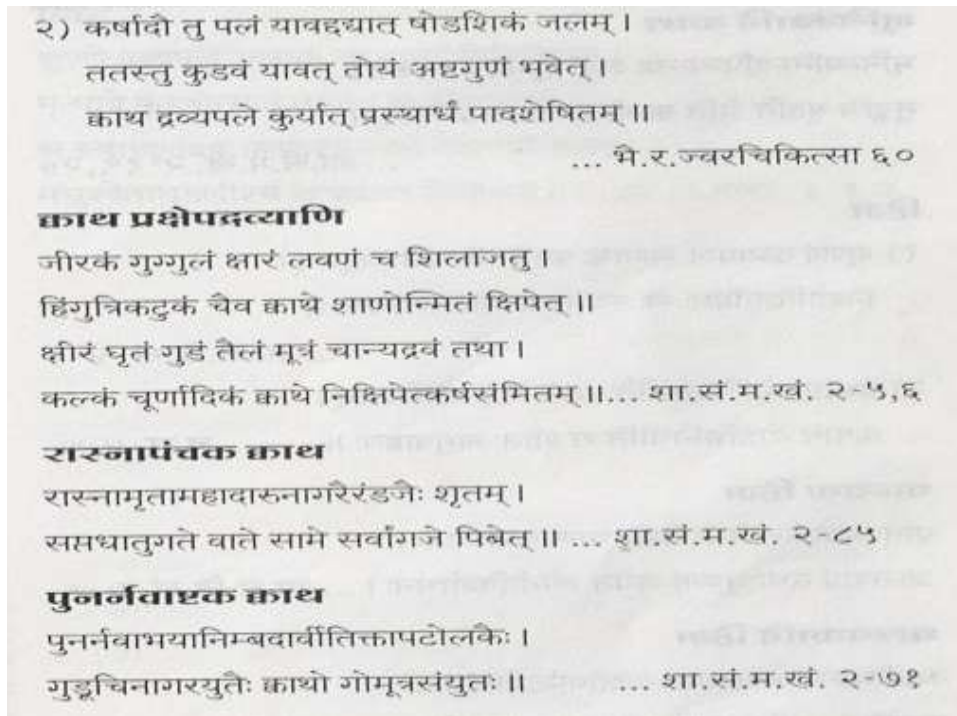 २) कर्षादौ तु पलं यावद्दद्यात् षोडशिकं जलम् ।
ततस्तु कुडवं यावत् तोयं अष्टगुणं भवेत् ।
क्वाथ द्रव्यपले कुर्यात् प्रस्थार्धं पादशेषितम् ॥
... भै.र.ज्वरचिकित्सा ६०
क्वाथ प्रक्षेपद्रव्याणि
जीरकं गुग्गुलं क्षारं लवणं च शिलाजतु ।
हिंगुत्रिकटुकं चैव क्वाथे शाणोन्मितं क्षिपेत् ॥
क्षीरं घृतं गुडं तैलं मूत्रं चान्यद्रवं तथा ।
कल्कं चूर्णादिकं क्वाथे निक्षिपेत्कर्षसंमितम् ॥... शा.सं.म.खं. २-५,६
रास्नापंचक क्वाथ
रास्नामृतामहादारुनागरैरंडजैः शृतम् ।
सप्तधातुगते वाते सामे सर्वांगजे पिबेत् ॥ ... शा.सं.म.खं. २-८५
पुनर्नवाष्टक क्वाथ
पुनर्नवाभयानिम्बदार्वीतिक्तापटोलकैः ।
गुडूचिनागरयुतैः क्वाथो गोमूत्रसंयुतः ॥ ... शा.सं.म.खं. २-७१